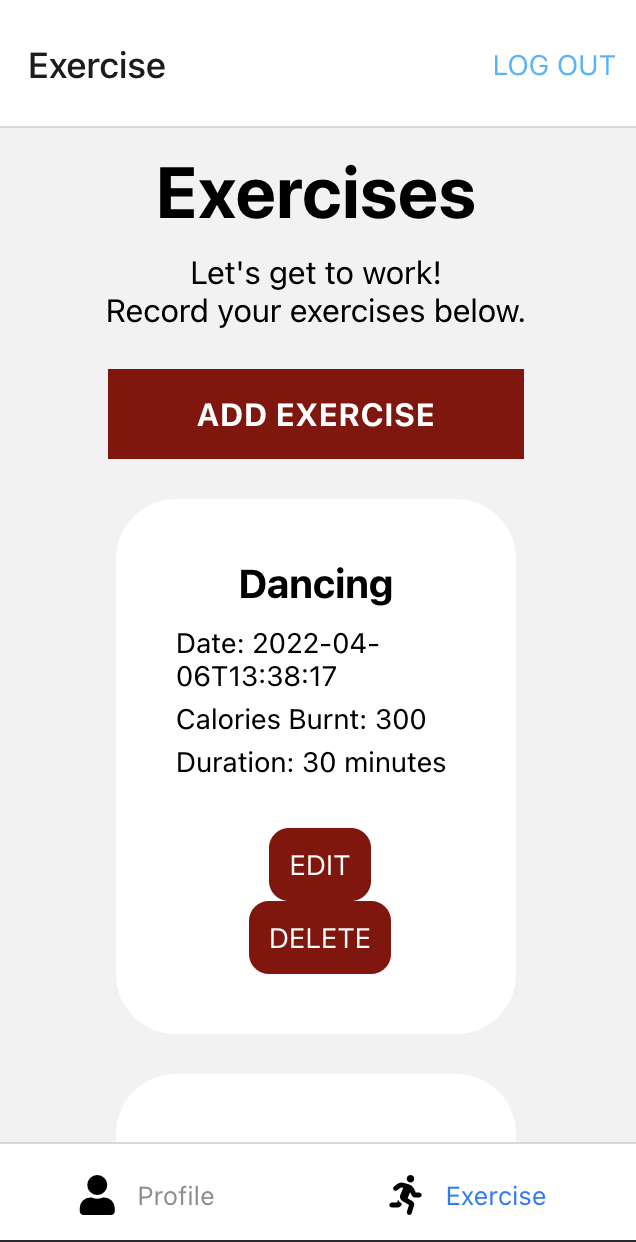 Exercise
LOG OUT
Exercises
Let's get to work!
Record your exercises below.
ADD EXERCISE
Dancing
Date: 2022-04-
06T13:38:17
Calories Burnt: 300
Duration: 30 minutes
EDIT
DELETE
Profile
Exercise